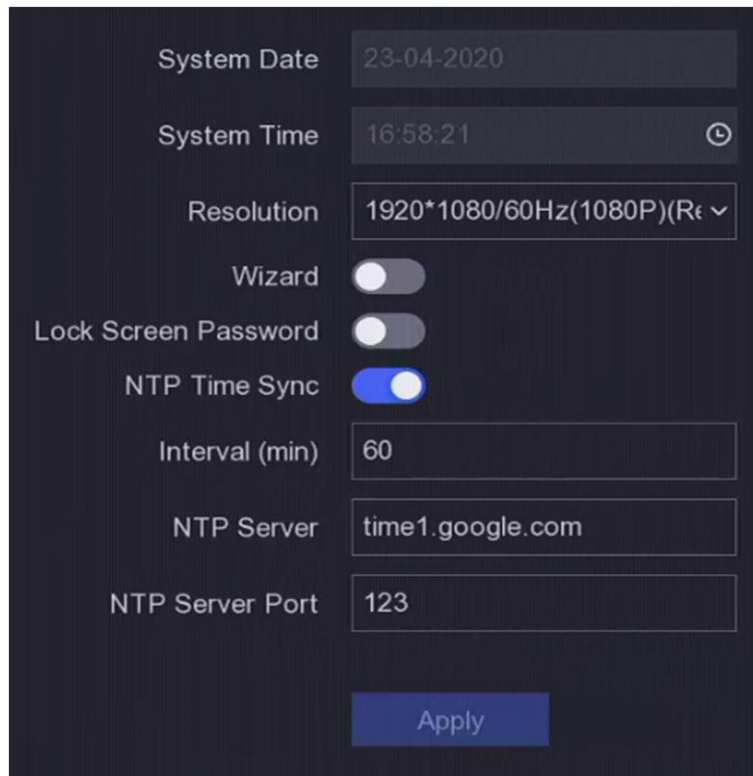 System Date 23-04-2020
System Time 16:58:21
Resolution 1920*1080/60Hz(1080P)(Re
Wizard
Lock Screen Password
NTP Time Sync
Interval (min) 60
NTP Server time1.google.com
NTP Server Port 123
Apply